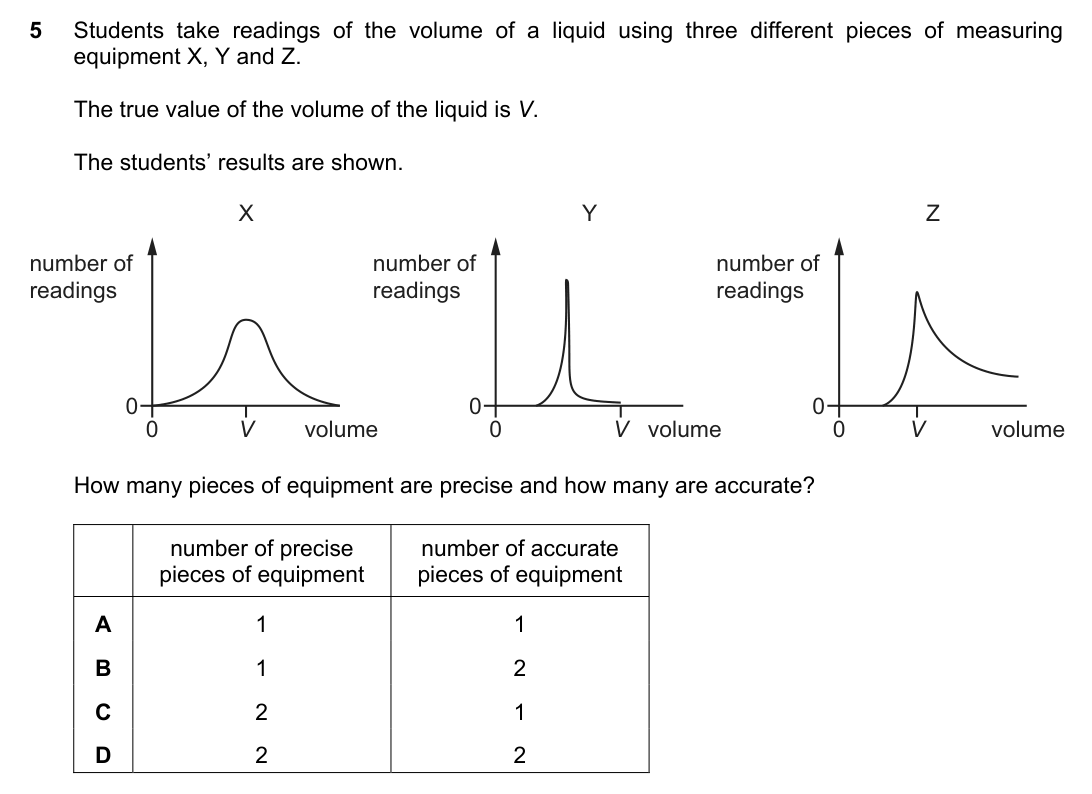 5 Students take readings of the volume of a liquid using three different pieces of measuring
equipment X, Y and Z.
The true value of the volume of the liquid is V.
The students’ results are shown.
X
number of
readings
0
0
V
volume
Y
number of
readings
0
0
V
volume
Z
number of
readings
0
0
V
volume
How many pieces of equipment are precise and how many are accurate?
number of precise
pieces of equipment
number of accurate
pieces of equipment
A 1 1
B 1 2
C 2 1
D 2 2